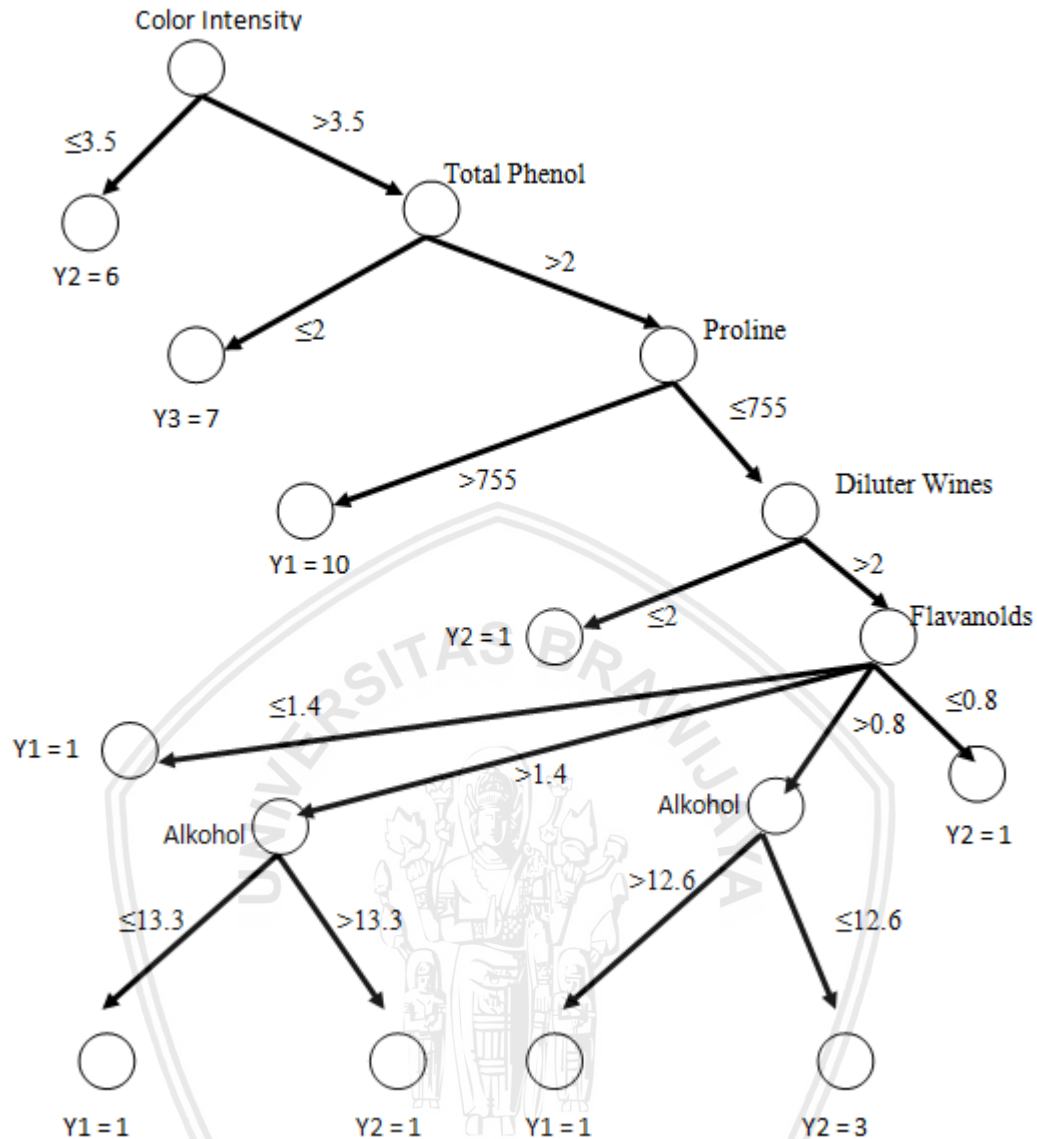 Color Intensity
≤3.5
>3.5
Total Phenol
Y2 = 6
>2
≤2
Proline
Y3 = 7
≤755
>755
Diluter Wines
Y1 = 10
>2
≤2
Flavanolds
Y2 = 1
UNIVERSITAS BRAWIJAYA
≤1.4
≤0.8
>0.8
Y1 = 1
>1.4
Alkohol
Alkohol
Y2 = 1
>12.6
≤13.3
>13.3
≤12.6
Y1 = 1
Y2 = 1
Y1 = 1
Y2 = 3